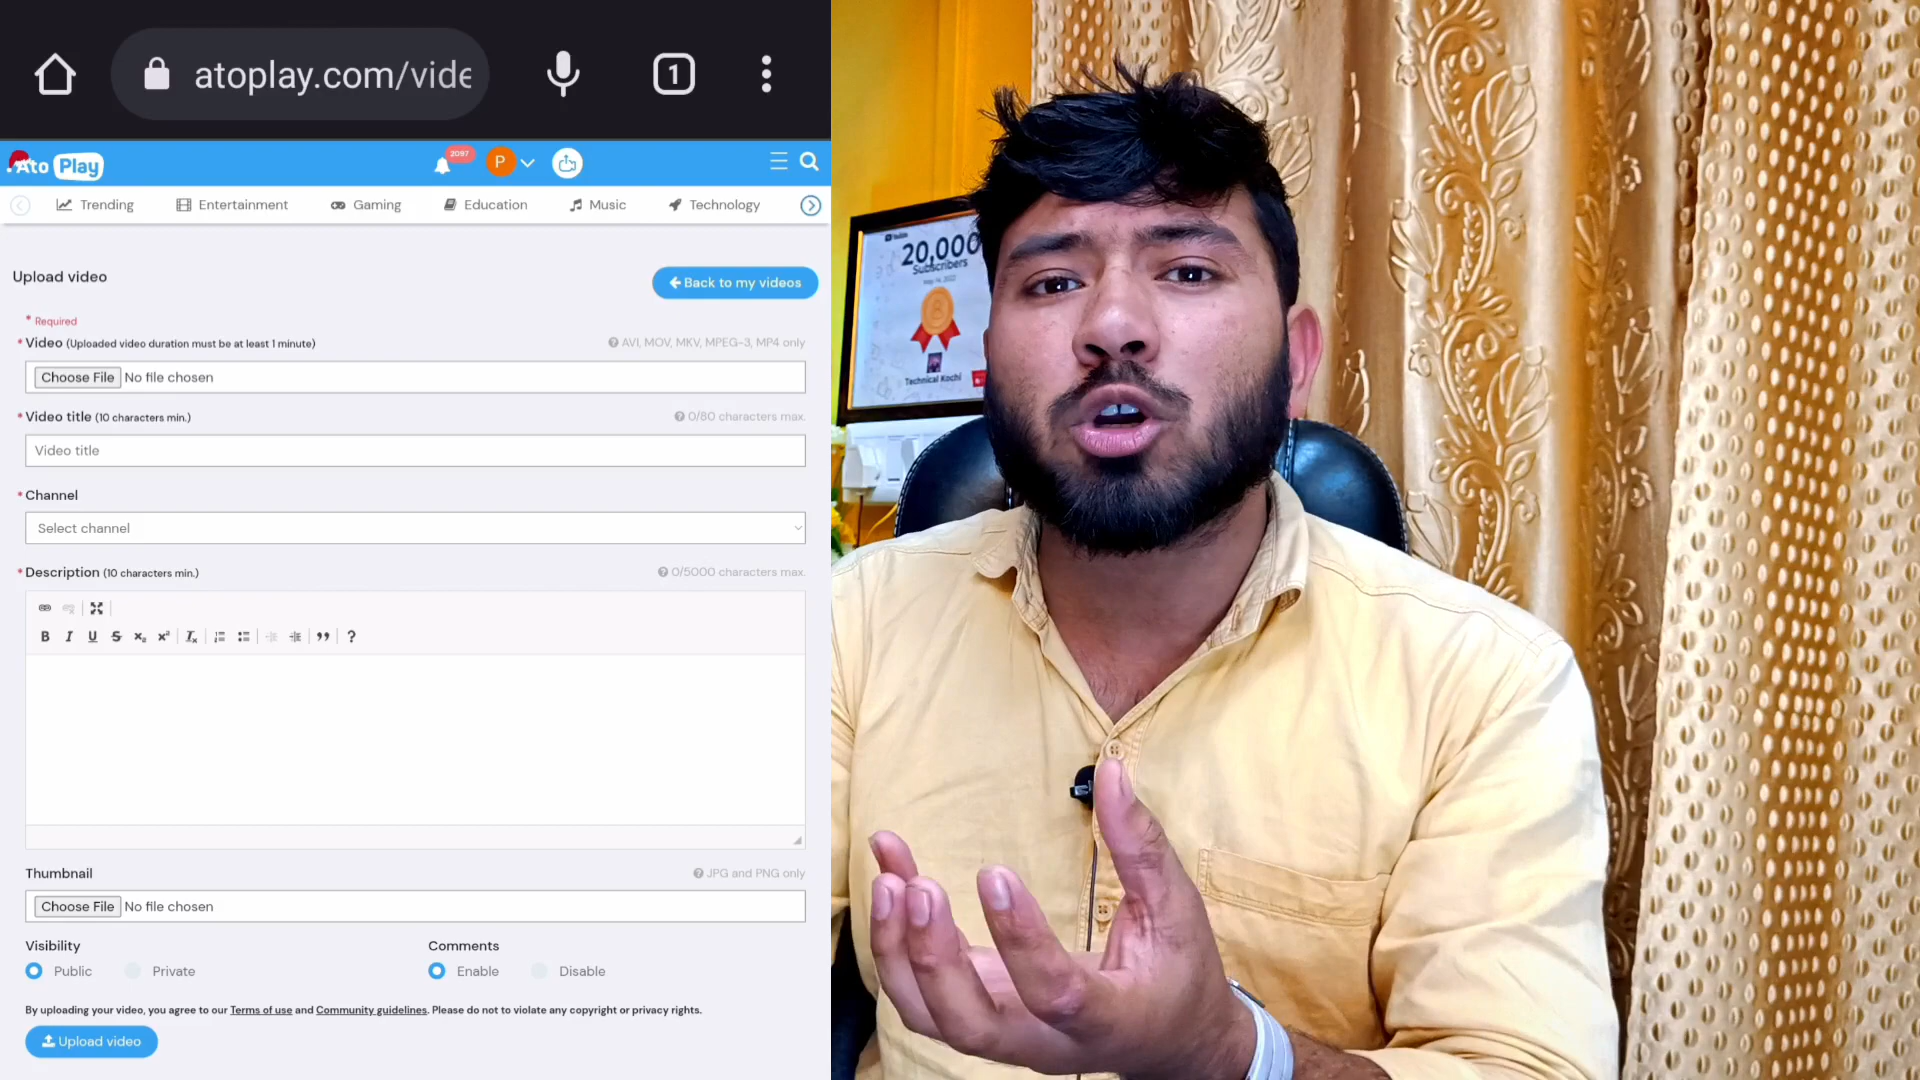 atoplay.com/vide
1
Ato Play
2097
P
Trending
Entertainment
Gaming
Education
Music
Technology
Upload video
Back to my videos
* Required
* Video (Uploaded video duration must be at least 1 minute)
AVI, MOV, MKV, MPEG-3, MP4 only
Choose File No file chosen
* Video title (10 characters min.)
0/80 characters max.
Video title
* Channel
Select channel
* Description (10 characters min.)
0/5000 characters max.
Thumbnail
JPG and PNG only
Choose File No file chosen
Visibility
Comments
Public
Private
Enable
Disable
By uploading your video, you agree to our Terms of use and Community guidelines. Please do not to violate any copyright or privacy rights.
Upload video
20,000
Subscribers
May 14, 2022
Technical Kochi